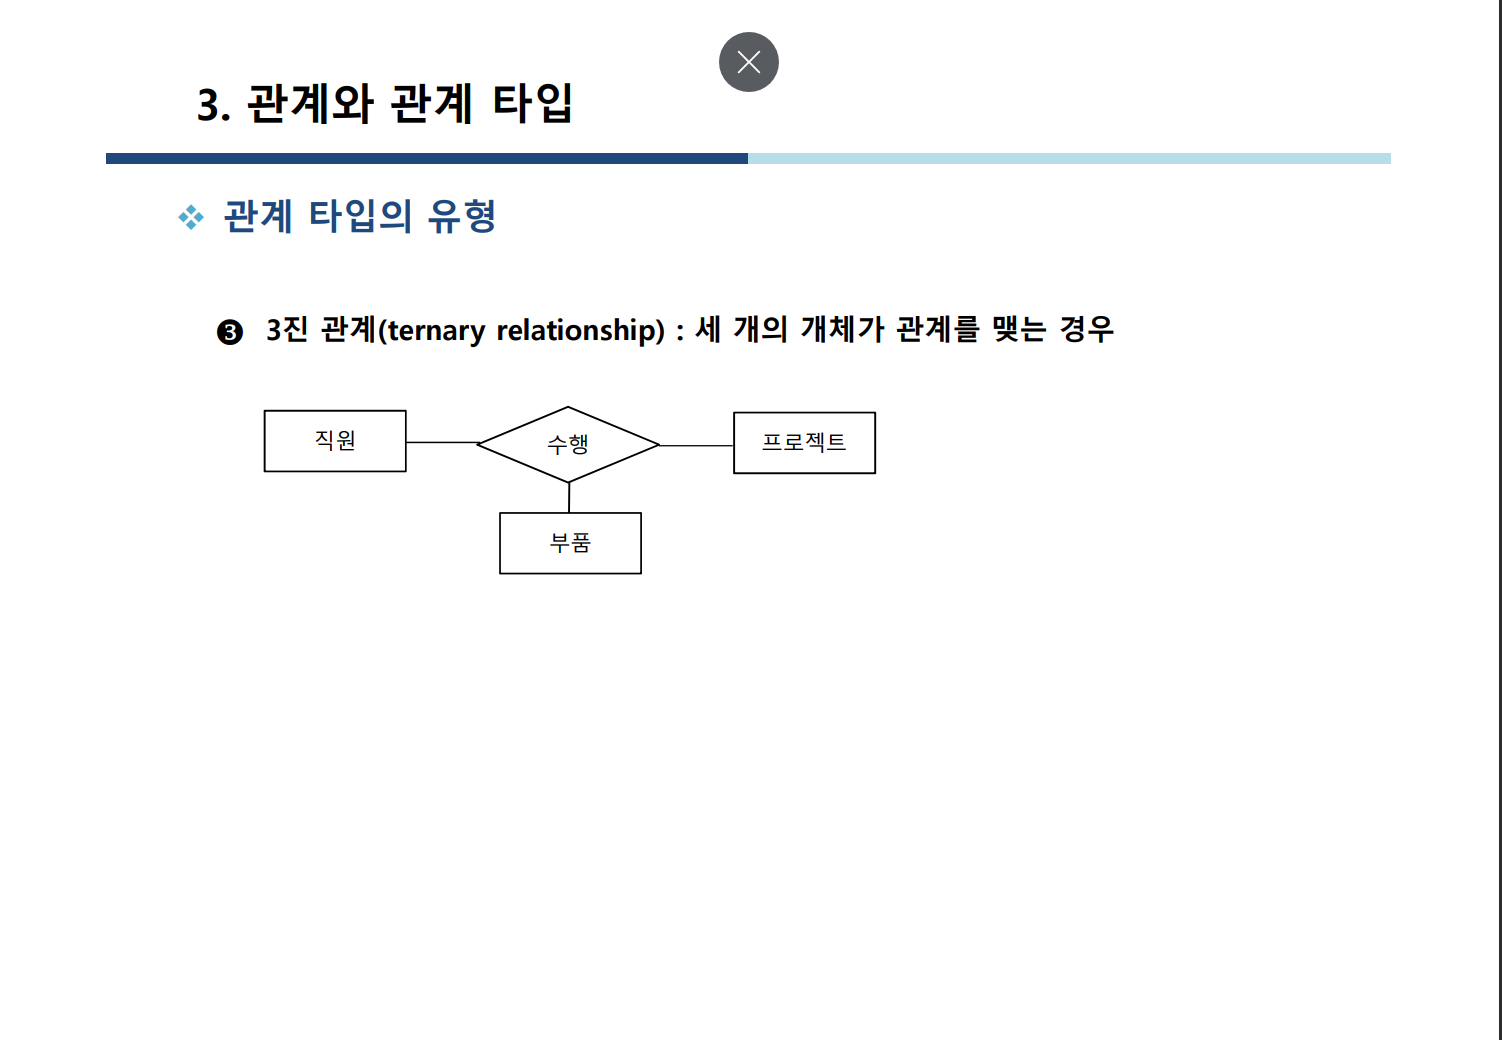 3. 관계와 관계 타입
❖ 관계 타입의 유형
❸ 3진 관계(ternary relationship) : 세 개의 개체가 관계를 맺는 경우
직원 수행 프로젝트
부품